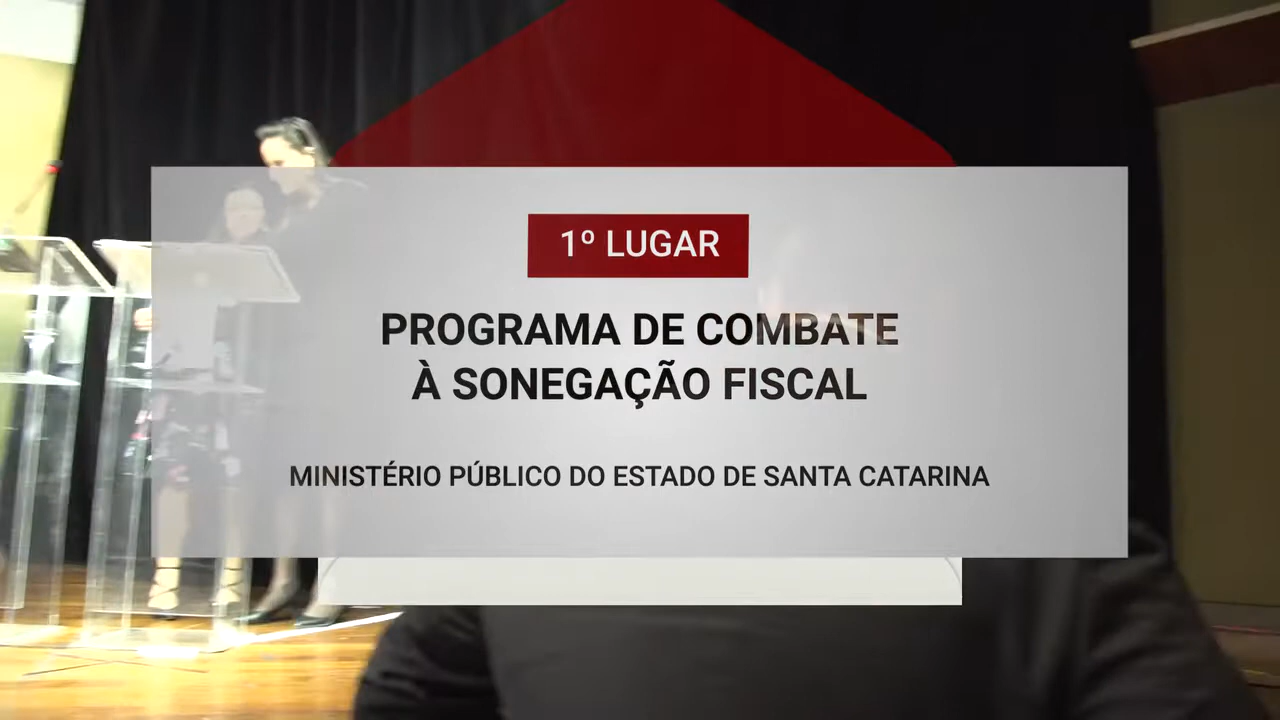 1º LUGAR
PROGRAMA DE COMBATE
À SONEGAÇÃO FISCAL
MINISTÉRIO PÚBLICO DO ESTADO DE SANTA CATARINA